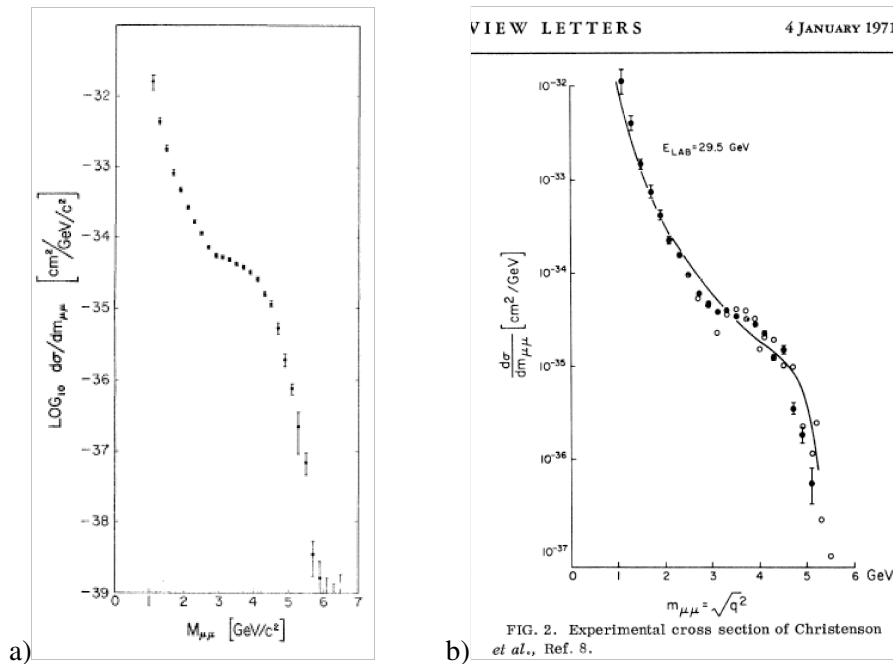 VIEW LETTERS
4 JANUARY 1971
-32
-33
-34
-35
-36
-37
-38
-39
LOG₁₀ dσ/dmμμ [cm²/GeV/c²]
0 1 2 3 4 5 6 7
Mμμ [GeV/c²]
a)
10⁻³²
10⁻³³
10⁻³⁴
10⁻³⁵
10⁻³⁶
10⁻³⁷
E LAB = 29.5 GeV
dσ/dmμμ [cm²/GeV]
0 1 2 3 4 5 6 GeV
mμμ = √q²
b)
FIG. 2. Experimental cross section of Christenson
et al., Ref. 8.